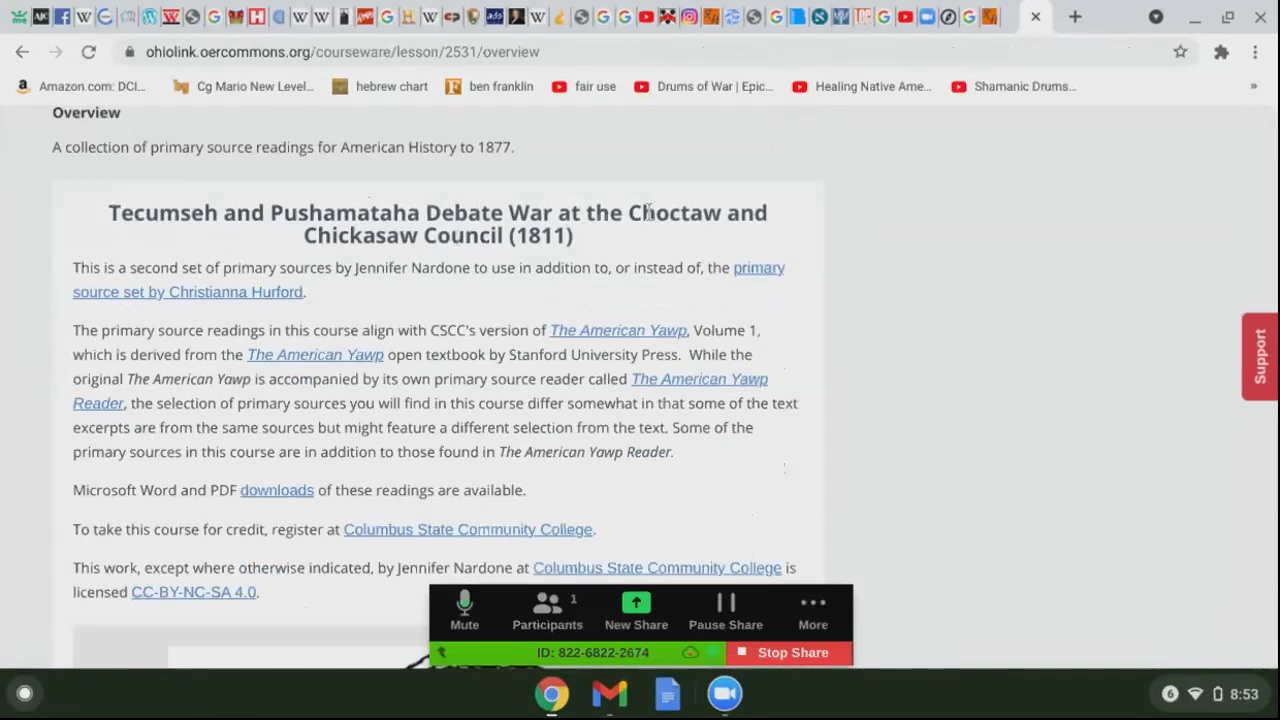 ohiolink.oercommons.org/courseware/lesson/2531/overview
Amazon.com: DCI...
Cg Mario New Level...
hebrew chart
ben franklin
fair use
Drums of War | Epic...
Healing Native Ame...
Shamanic Drums...
»
Overview
A collection of primary source readings for American History to 1877.
Tecumseh and Pushamataha Debate War at the Choctaw and
Chickasaw Council (1811)
This is a second set of primary sources by Jennifer Nardone to use in addition to, or instead of, the primary
source set by Christianna Hurford.
The primary source readings in this course align with CSCC's version of The American Yawp, Volume 1,
which is derived from the The American Yawp open textbook by Stanford University Press. While the
original The American Yawp is accompanied by its own primary source reader called The American Yawp
Reader, the selection of primary sources you will find in this course differ somewhat in that some of the text
excerpts are from the same sources but might feature a different selection from the text. Some of the
primary sources in this course are in addition to those found in The American Yawp Reader.
Microsoft Word and PDF downloads of these readings are available.
To take this course for credit, register at Columbus State Community College.
This work, except where otherwise indicated, by Jennifer Nardone at Columbus State Community College is
licensed CC-BY-NC-SA 4.0.
Support
Mute
Participants 1
New Share
Pause Share
More
ID: 822-6822-2674
Stop Share
6
8:53